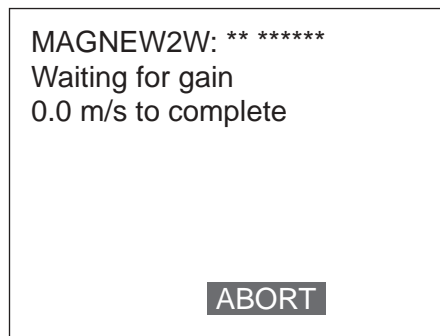 MAGNEW2W: ** ******
Waiting for gain
0.0 m/s to complete
ABORT